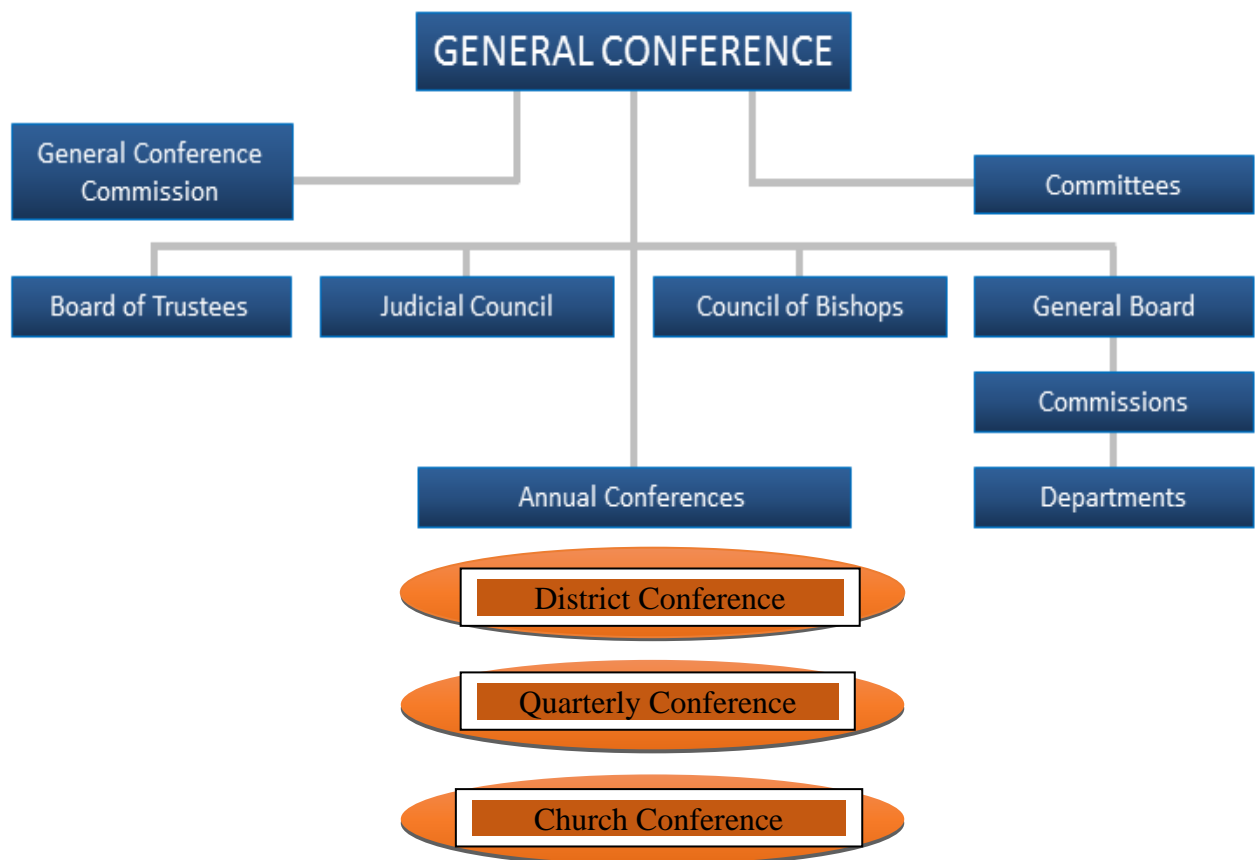 GENERAL CONFERENCE
General Conference
Commission
Committees
Board of Trustees
Judicial Council
Council of Bishops
General Board
Commissions
Annual Conferences
Departments
District Conference
Quarterly Conference
Church Conference